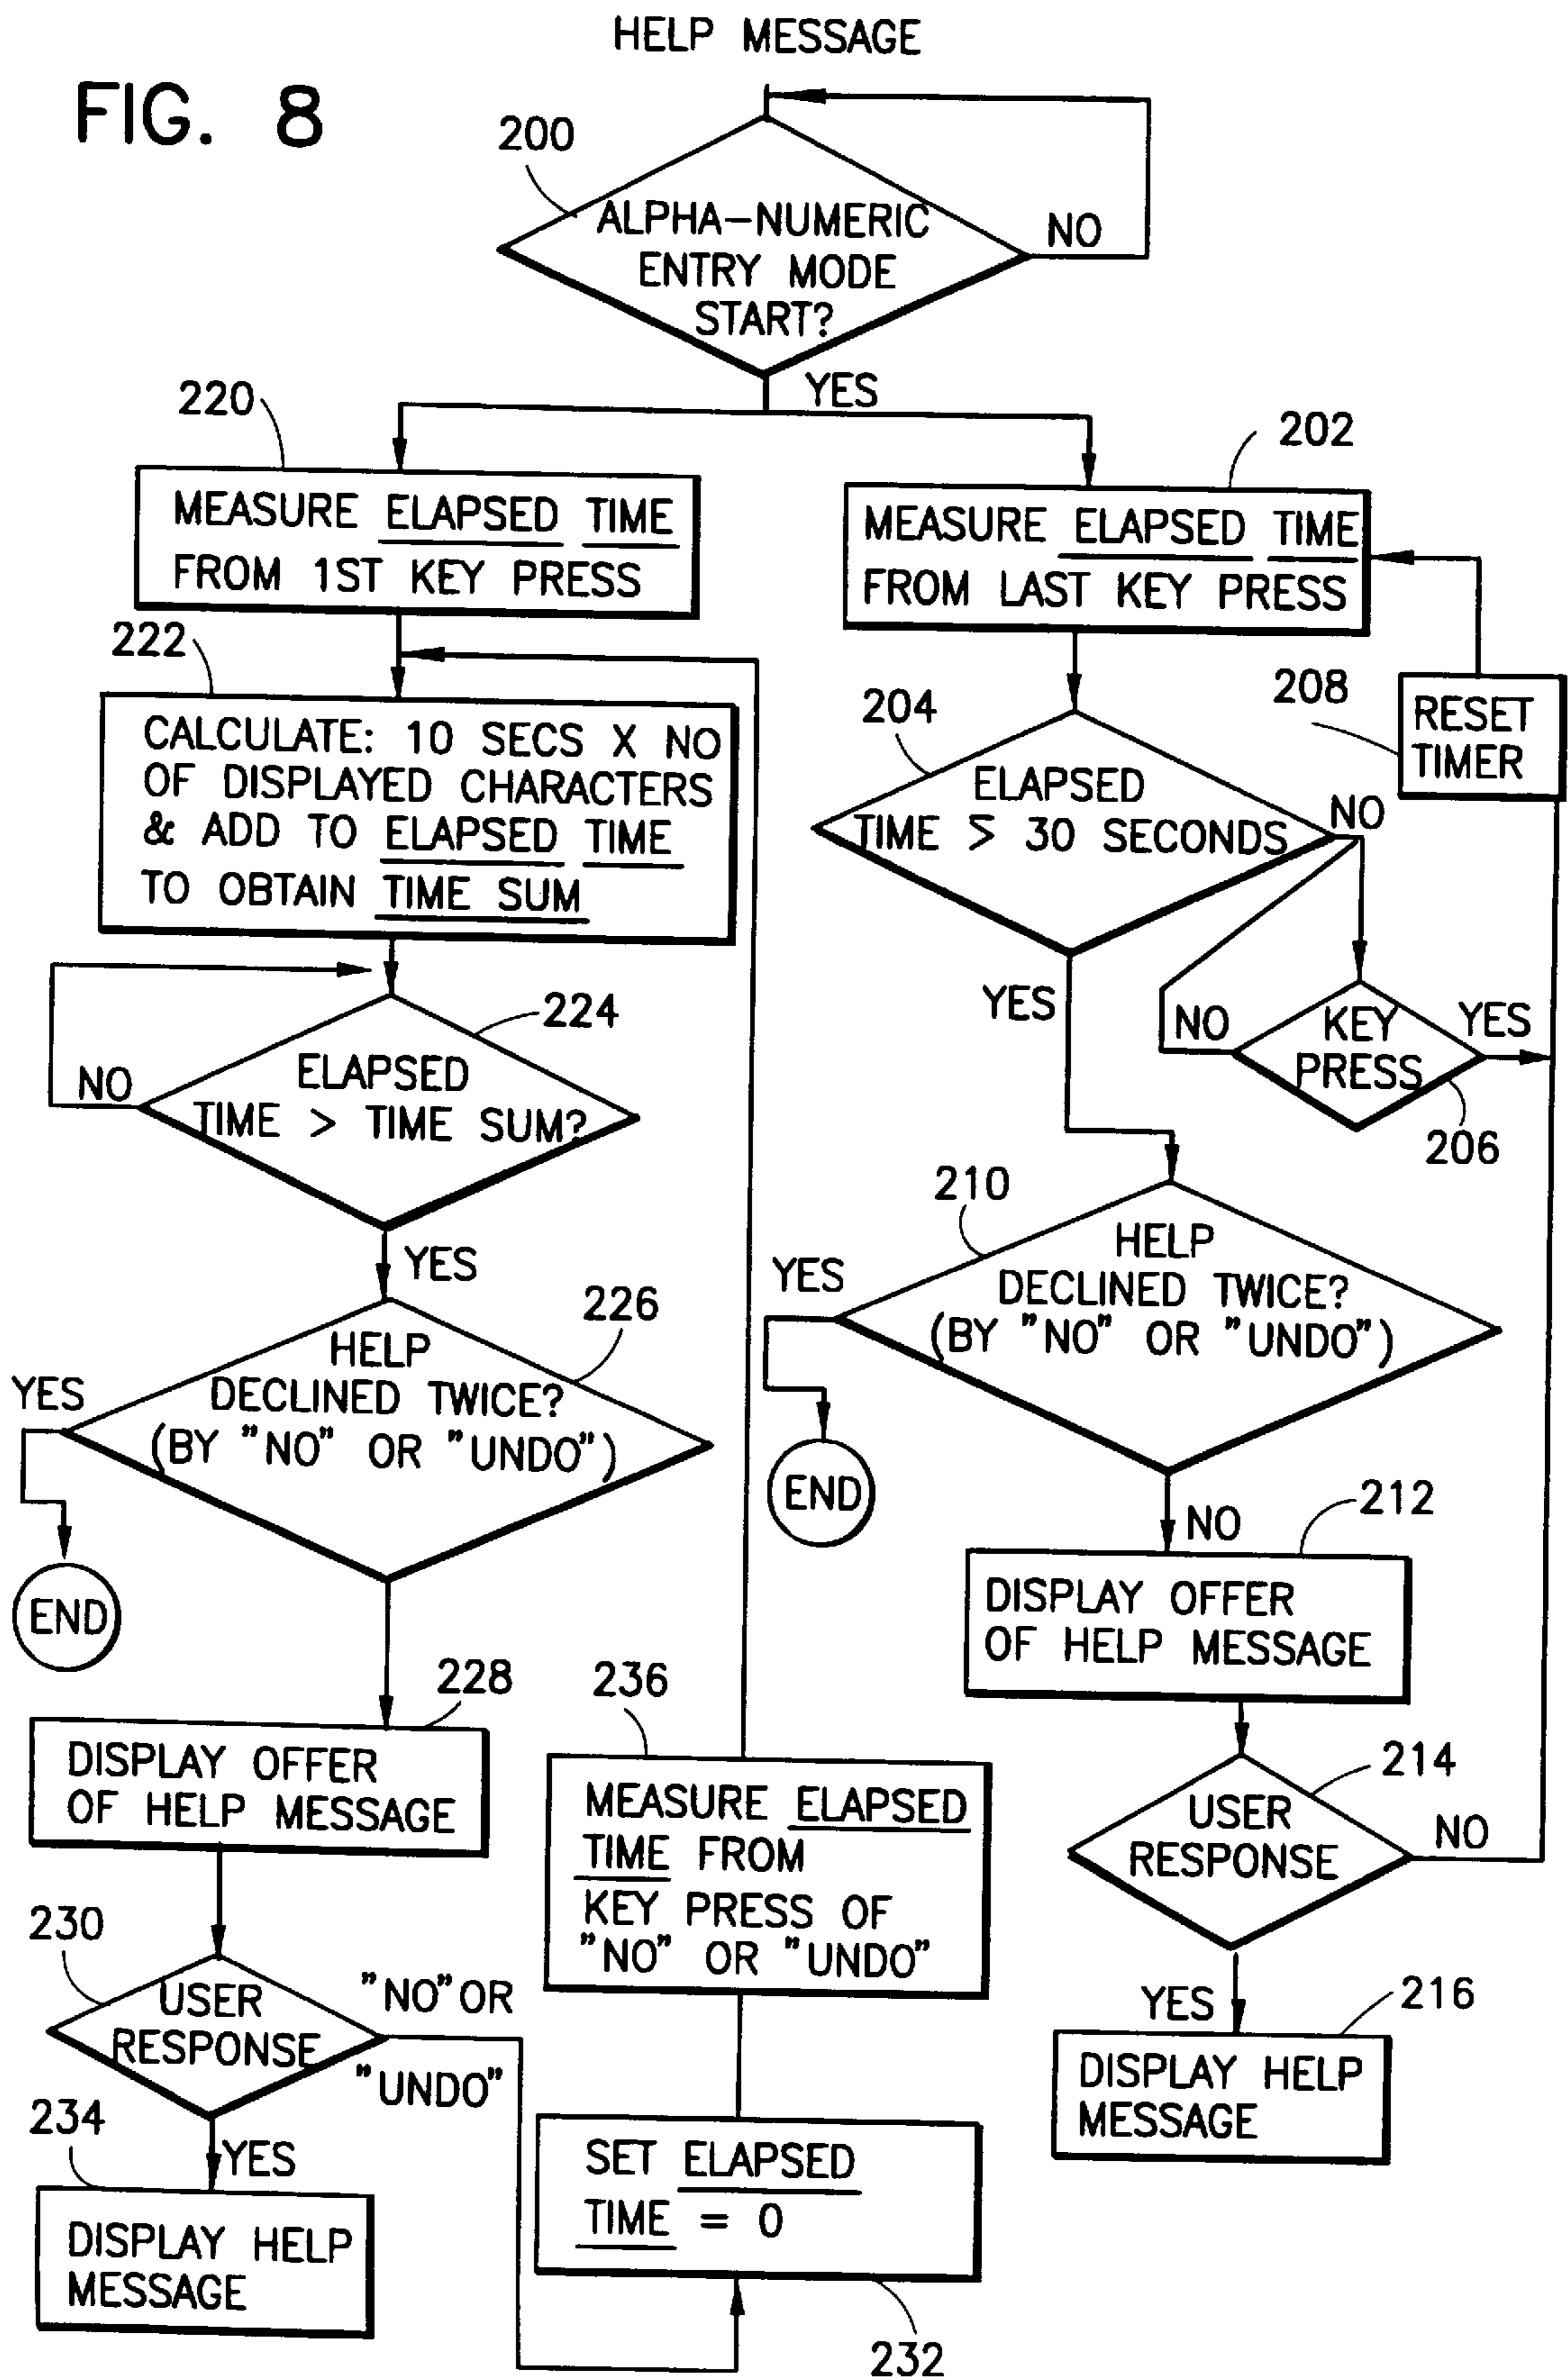 HELP MESSAGE
FIG. 8
200
ALPHA-NUMERIC
ENTRY MODE
START?
NO
YES
220
MEASURE ELAPSED TIME
FROM 1ST KEY PRESS
202
MEASURE ELAPSED TIME
FROM LAST KEY PRESS
222
CALCULATE: 10 SECS X NO
OF DISPLAYED CHARACTERS
& ADD TO ELAPSED TIME
TO OBTAIN TIME SUM
204
ELAPSED
TIME > 30 SECONDS
NO
208
RESET
TIMER
YES
NO
KEY
PRESS
YES
206
224
ELAPSED
TIME > TIME SUM?
NO
YES
210
HELP
DECLINED TWICE?
(BY "NO" OR "UNDO")
YES
END
NO
226
HELP
DECLINED TWICE?
(BY "NO" OR "UNDO")
YES
END
212
DISPLAY OFFER
OF HELP MESSAGE
228
DISPLAY OFFER
OF HELP MESSAGE
236
MEASURE ELAPSED
TIME FROM
KEY PRESS OF
"NO" OR "UNDO"
214
USER
RESPONSE
NO
YES
216
DISPLAY HELP
MESSAGE
230
USER
RESPONSE
"NO" OR
"UNDO"
YES
234
DISPLAY HELP
MESSAGE
SET ELAPSED
TIME = 0
232